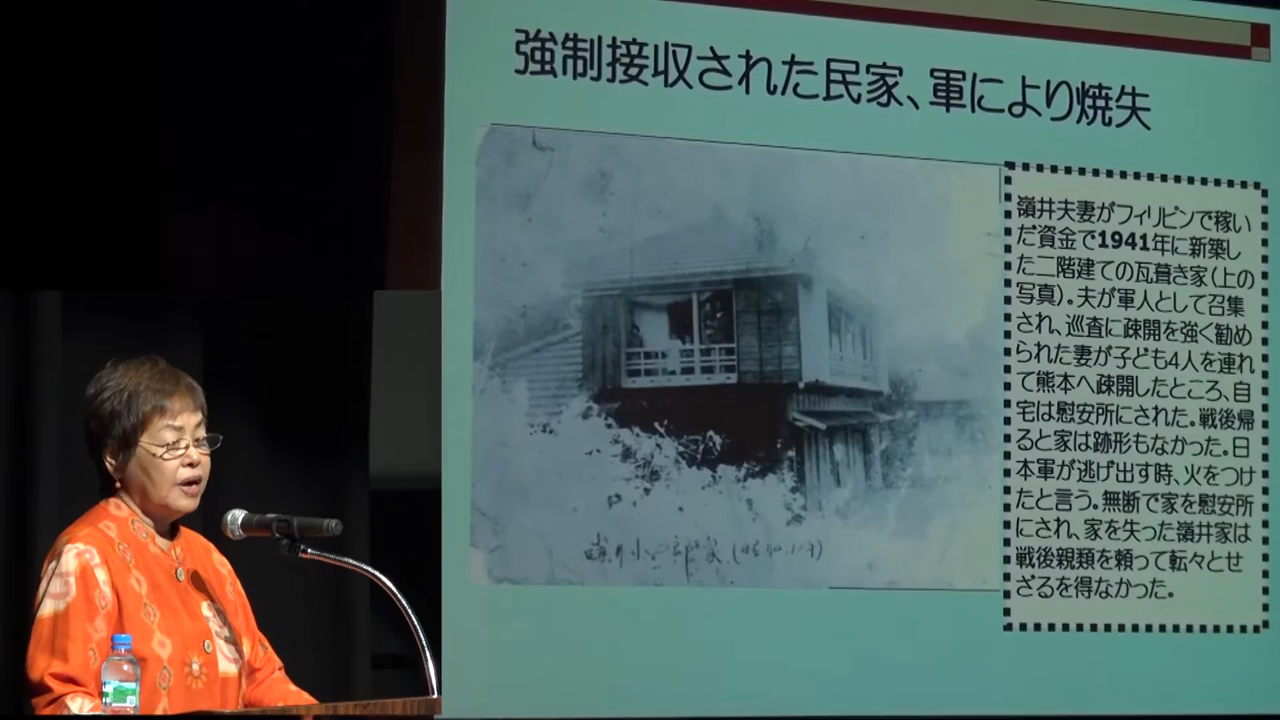 強制接収された民家、軍により焼失
嶺井夫妻がフィリピンで稼い
だ資金で1941年に新築し
た二階建ての瓦葺き家（上の
写真）。夫が軍人として召集
され、巡査に疎開を強く勧め
られた妻が子ども4人を連れ
て熊本へ疎開したところ、自
宅は慰安所にされた。戦後帰
ると家は跡形もなかった。日
本軍が逃げ出す時、火をつけ
たと言う。無断で家を慰安所
にされ、家を失った嶺井家は
戦後親類を頼って転々とせ
ざるを得なかった。